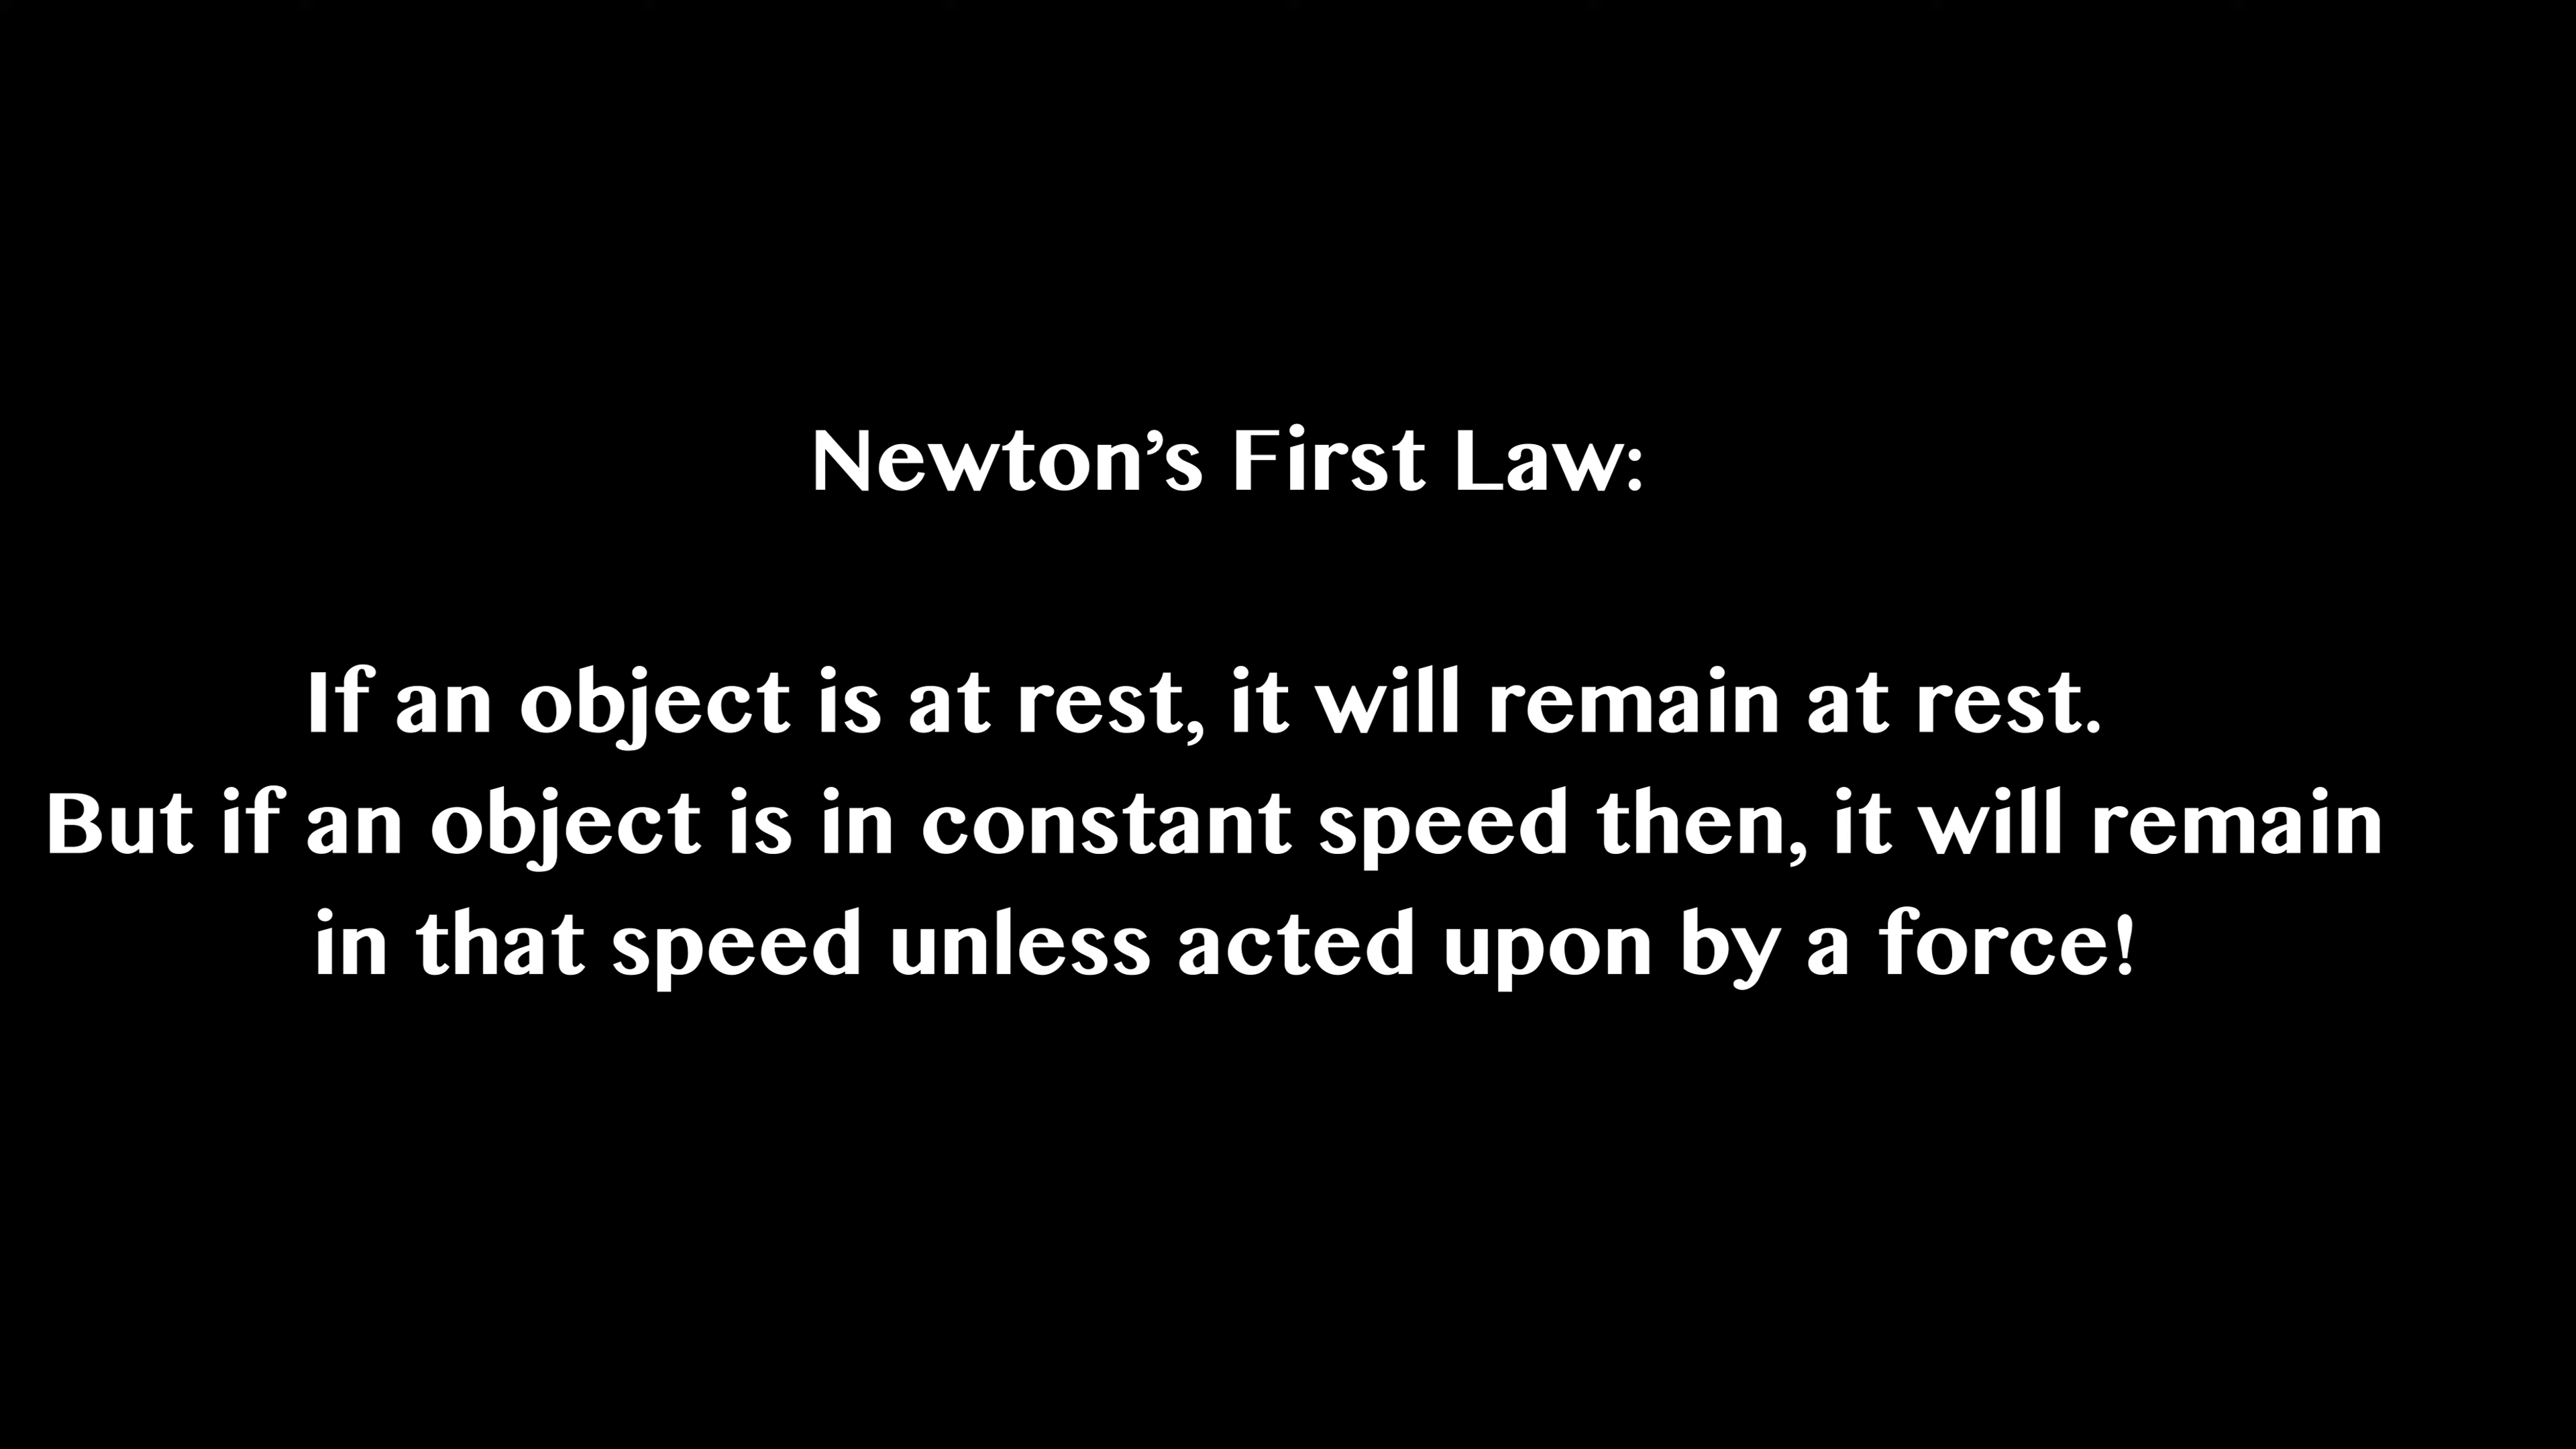 Newton’s First Law:
If an object is at rest, it will remain at rest.
But if an object is in constant speed then, it will remain
in that speed unless acted upon by a force!